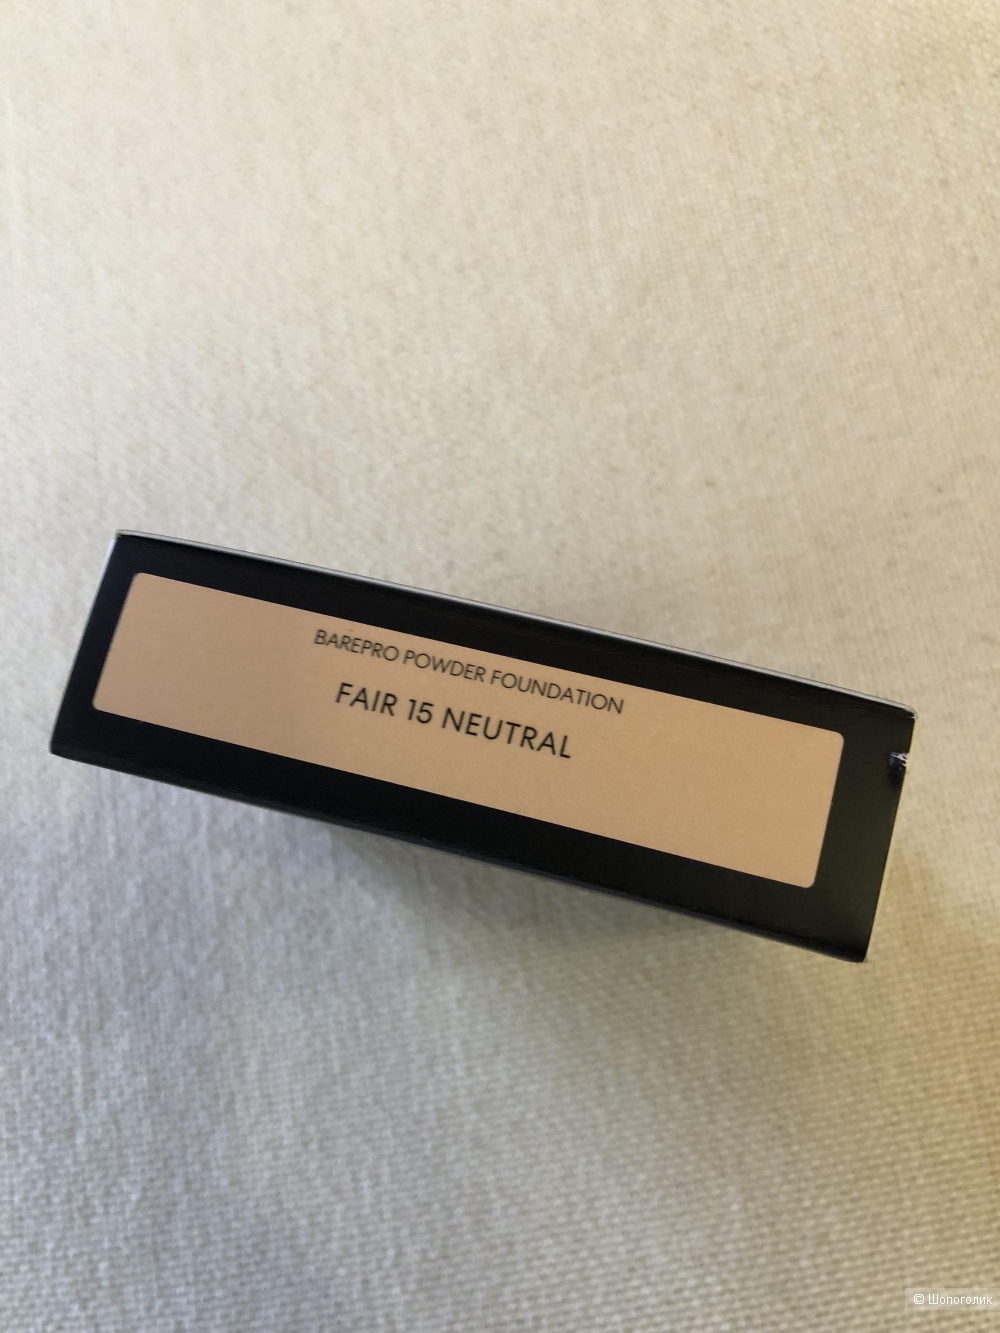 BAREPRO POWDER FOUNDATION
FAIR 15 NEUTRAL
© Шопоголик